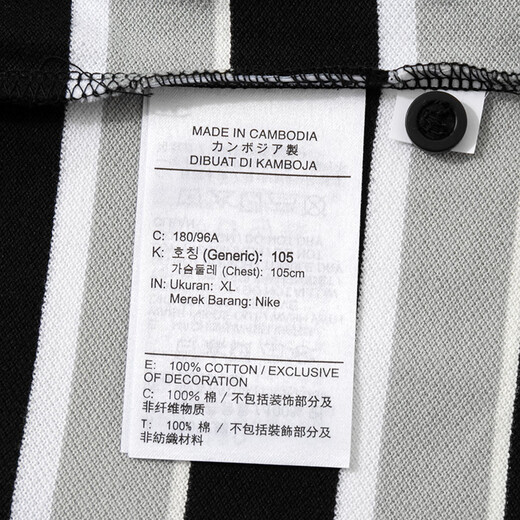 MADE IN CAMBODIA
カンボジア製
DIBUAT DI KAMBOJA
C: 180/96A
K: 호칭 (Generic): 105
가슴둘레 (Chest): 105cm
IN: Ukuran: XL
Merek Barang: Nike
E: 100% COTTON / EXCLUSIVE
OF DECORATION
C: 100% 棉 / 不包括装饰部分及
非纤维物质
T: 100% 棉 / 不包括裝飾部分及
非紡織材料